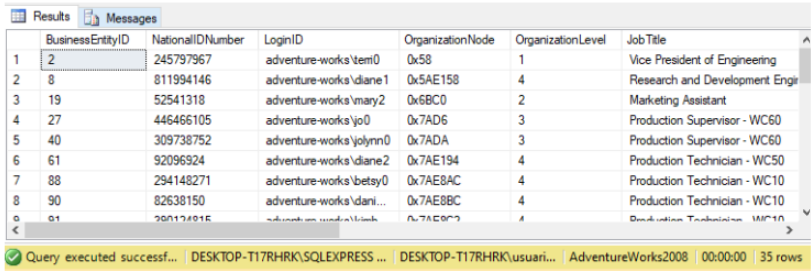 Results Messages
BusinessEntityID NationalIDNumber LoginID OrganizationNode OrganizationLevel JobTitle
1 2 245797967 adventure-works\terri0 0x58 1 Vice President of Engineering
2 8 811994146 adventure-works\diane1 0x5AE158 4 Research and Development Engir
3 19 52541318 adventure-works\mary2 0x6BC0 2 Marketing Assistant
4 27 446466105 adventure-works\jo0 0x7AD6 3 Production Supervisor - WC60
5 40 309738752 adventure-works\jolynn0 0x7ADA 3 Production Supervisor - WC60
6 61 92096924 adventure-works\diane2 0x7AE194 4 Production Technician - WC50
7 88 294148271 adventure-works\betsy0 0x7AE8AC 4 Production Technician - WC10
8 90 82638150 adventure-works\dani... 0x7AE8BC 4 Production Technician - WC10
9 91 390124815 adventure-works\kimb 0x7AE8C2 4 Production Technician - WC10
Query executed successf... DESKTOP-T17RHRK\SQLEXPRESS ... DESKTOP-T17RHRK\usuari... AdventureWorks2008 00:00:00 35 rows